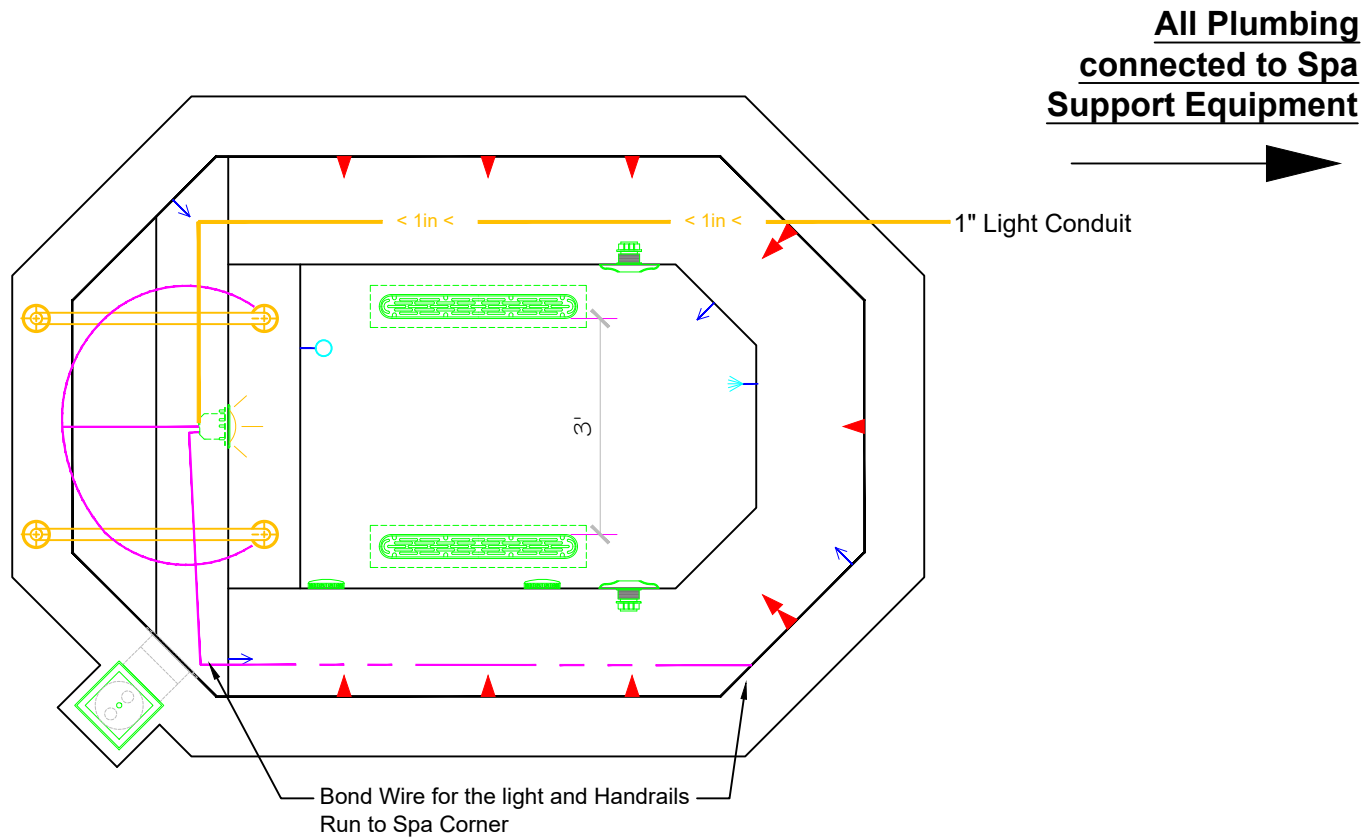 All Plumbing
connected to Spa
Support Equipment
< 1in <
< 1in <
1" Light Conduit
3'
Bond Wire for the light and Handrails
Run to Spa Corner